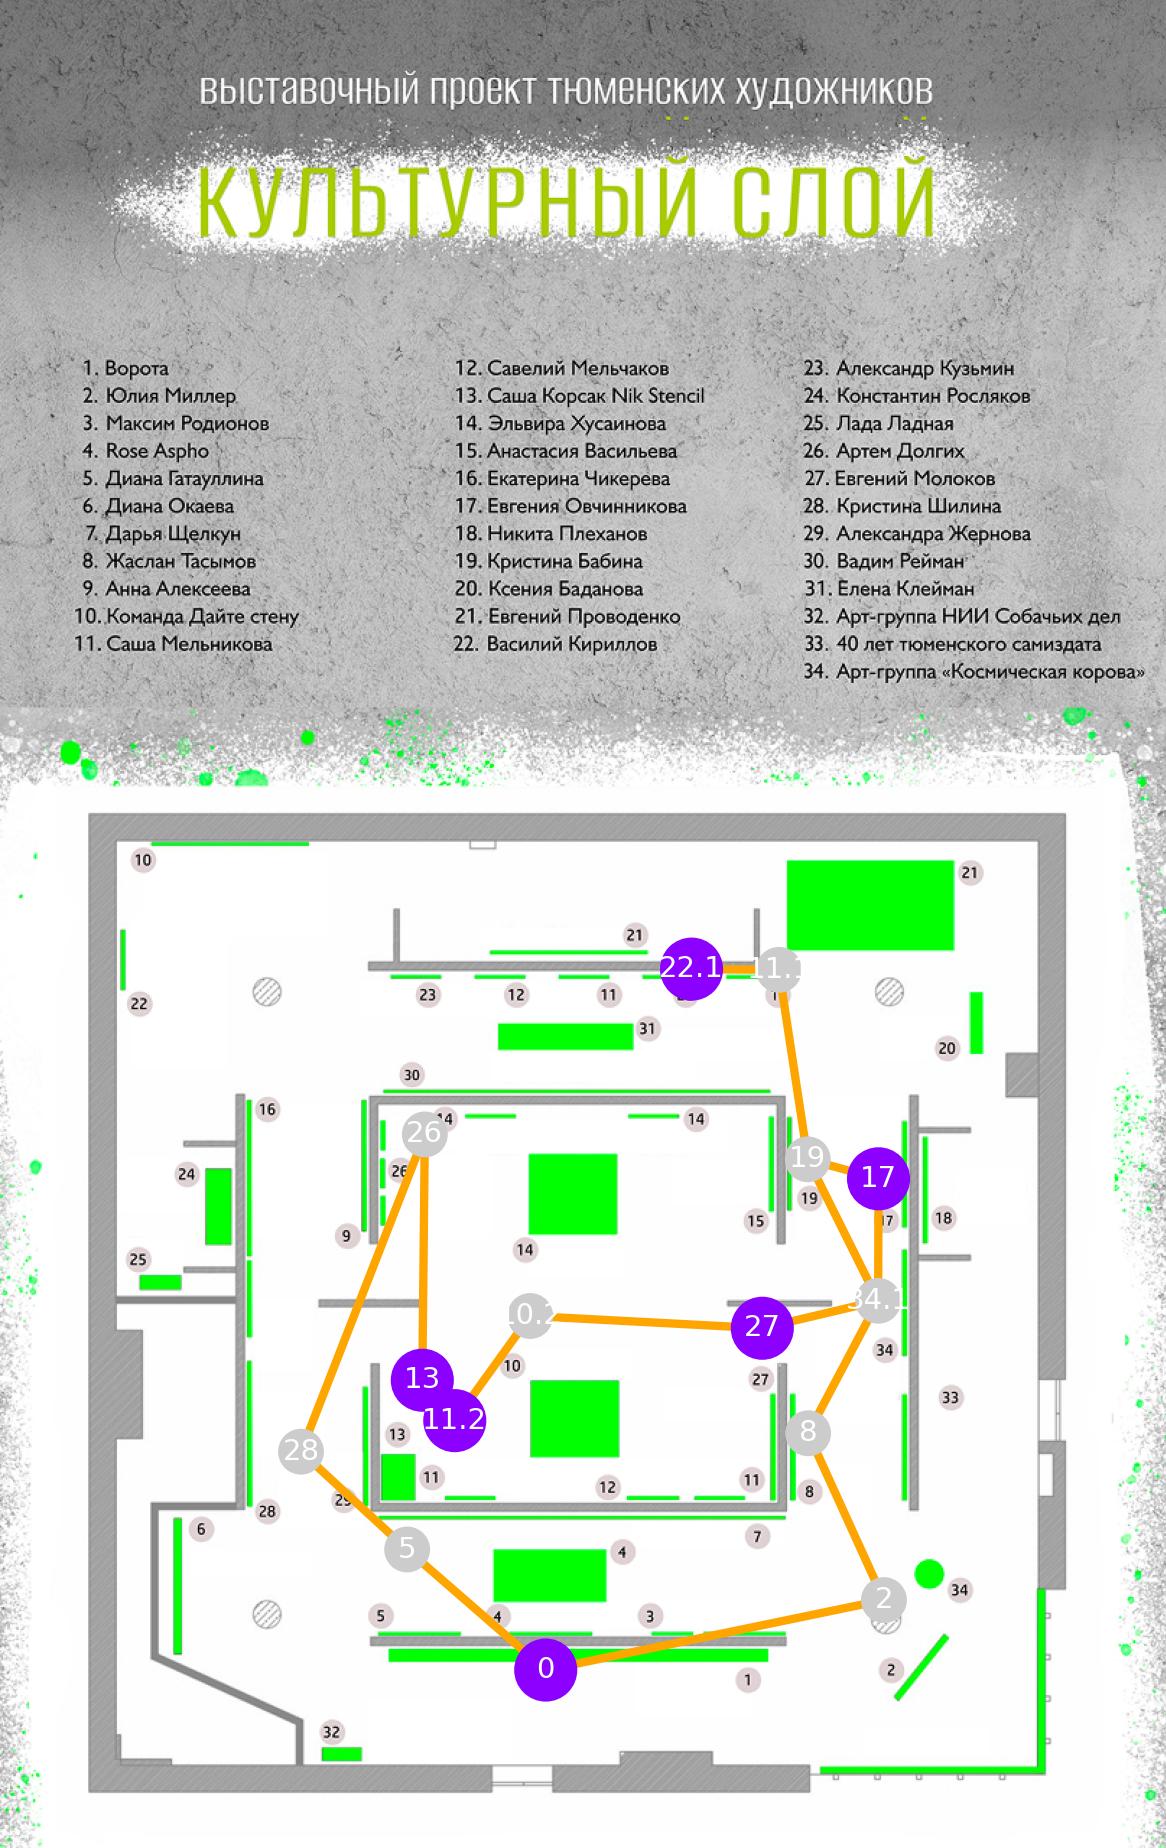 выставочный проект тюменских художников
КУЛЬТУРНЫЙ СЛОЙ
1. Ворота
2. Юлия Миллер
3. Максим Родионов
4. Rose Aspho
5. Диана Гатауллина
6. Диана Окаева
7. Дарья Щелкун
8. Жаслан Тасымов
9. Анна Алексеева
10. Команда Дайте стену
11. Саша Мельникова
12. Савелий Мельчаков
13. Саша Корсак Nik Stencil
14. Эльвира Хусаинова
15. Анастасия Васильева
16. Екатерина Чикерева
17. Евгения Овчинникова
18. Никита Плеханов
19. Кристина Бабина
20. Ксения Баданова
21. Евгений Проводенко
22. Василий Кириллов
23. Александр Кузьмин
24. Константин Росляков
25. Лада Ладная
26. Артем Долгих
27. Евгений Молоков
28. Кристина Шилина
29. Александра Жернова
30. Вадим Рейман
31. Елена Клейман
32. Арт-группа НИИ Собачьих дел
33. 40 лет тюменского самиздата
34. Арт-группа «Космическая корова»
10
21
21
22.1
11.1
22
23
12
11
31
20
30
16
14
14
26
24
26
19
17
9
19
15
17
18
25
14
10.2
27
34.1
34
10
27
13
33
11.2
13
8
28
11
12
11
8
29
28
6
7
5
4
34
5
4
3
2
0
2
1
32